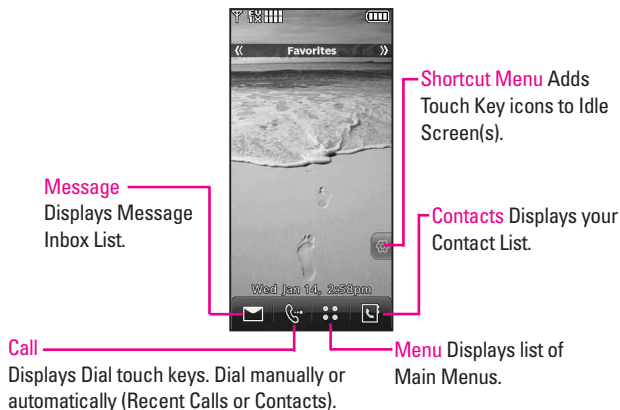 EV
1X
Favorites
Shortcut Menu Adds
Touch Key icons to Idle
Screen(s).
Message
Displays Message
Inbox List.
Contacts Displays your
Contact List.
Wed Jan 14, 2:58pm
Call
Displays Dial touch keys. Dial manually or
automatically (Recent Calls or Contacts).
Menu Displays list of
Main Menus.